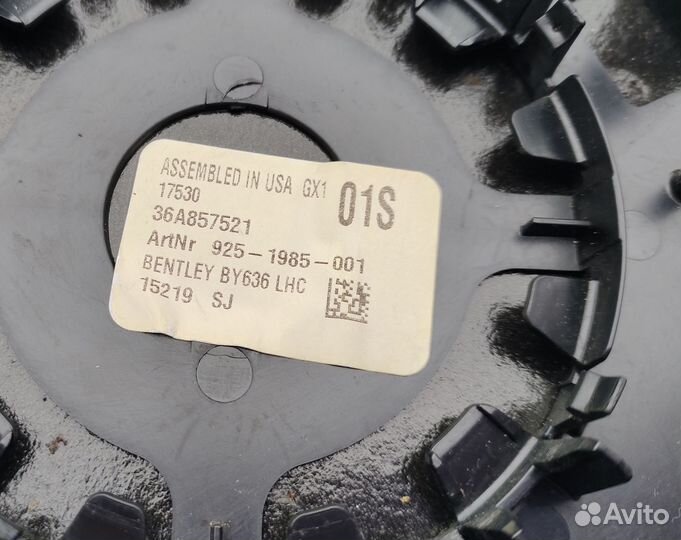 ASSEMBLED IN USA GX1
17530
01S
36A857521
ArtNr 925-1985-001
BENTLEY BY636 LHC
15219 SJ
Avito